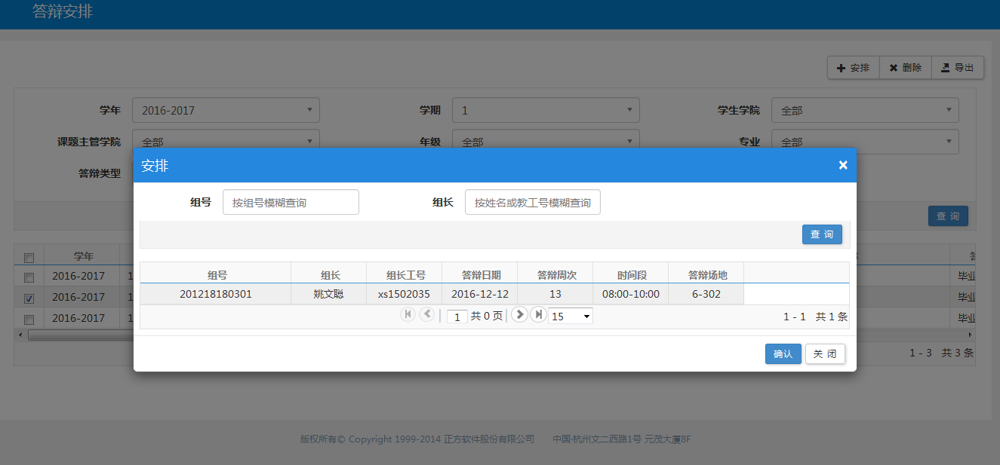 答辩安排
安排 删除 导出
学年 2016-2017 学期 1 学生学院 全部
课题主管学院 全部 年级 全部 专业 全部
安排 ×
答辩类型
组号 按组号模糊查询 组长 按姓名或教工号模糊查询
查 询
查 询
学年
组号 组长 组长工号 答辩日期 答辩周次 时间段 答辩场地
2016-2017 1 毕业
201218180301 姚文聪 xs1502035 2016-12-12 13 08:00-10:00 6-302
2016-2017 1 毕业
2016-2017 1 毕业
1 共 0 页 15 1 - 1 共 1 条
确认 关 闭
1 - 3 共 3 条
版权所有© Copyright 1999-2014 正方软件股份有限公司 中国·杭州文二西路1号 元茂大厦8F